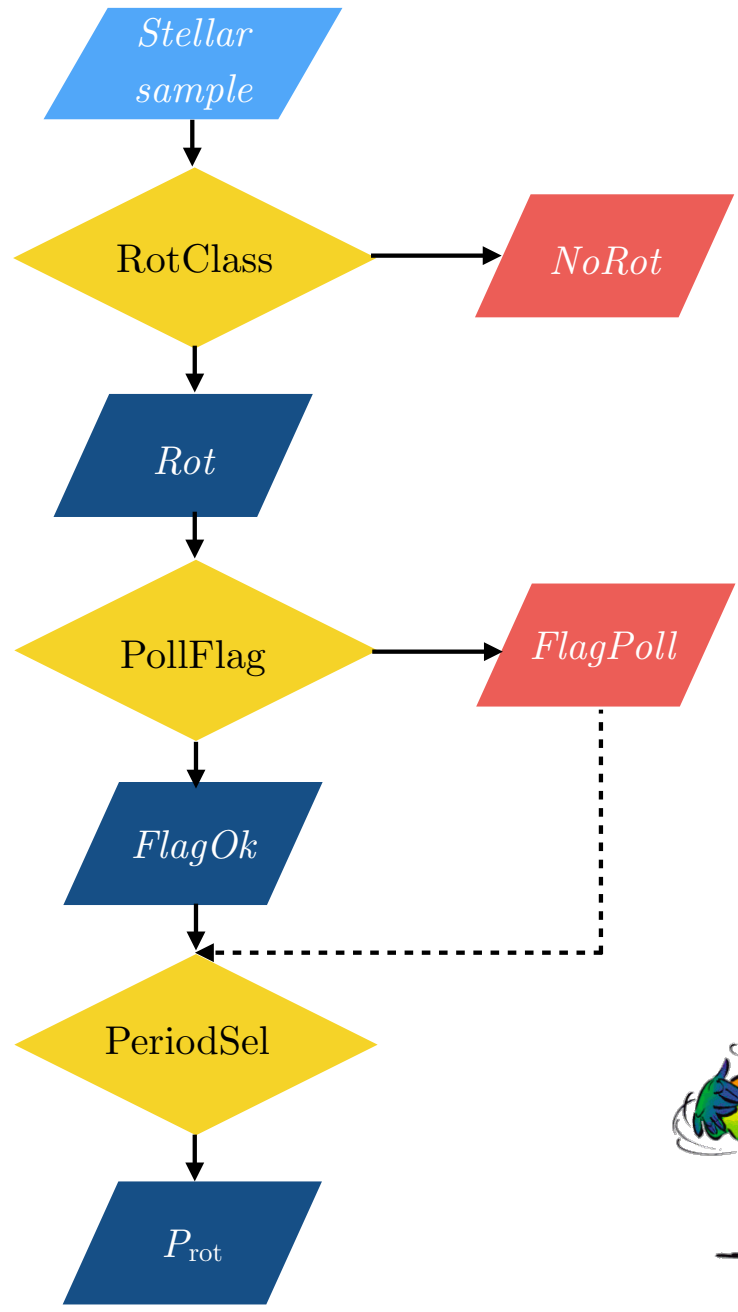 Stellar
sample
RotClass
NoRot
Rot
PollFlag
FlagPoll
FlagOk
PeriodSel
P_rot